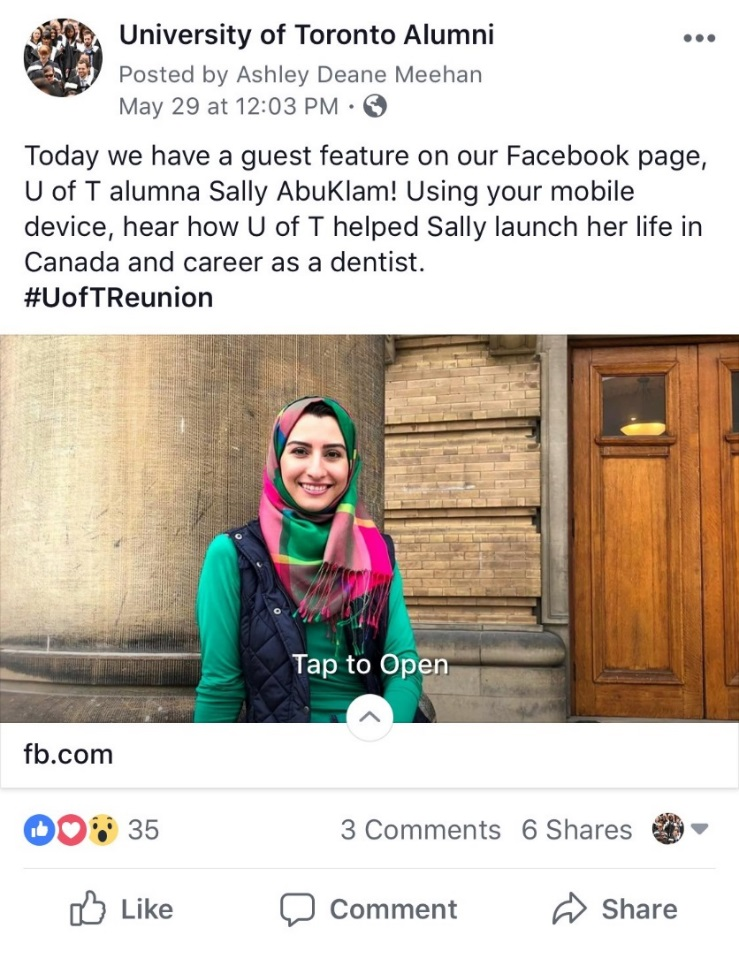 University of Toronto Alumni
Posted by Ashley Deane Meehan
May 29 at 12:03 PM ·
Today we have a guest feature on our Facebook page,
U of T alumna Sally AbuKlam! Using your mobile
device, hear how U of T helped Sally launch her life in
Canada and career as a dentist.
#UofTReunion
Tap to Open
fb.com
35
3 Comments 6 Shares
Like Comment Share